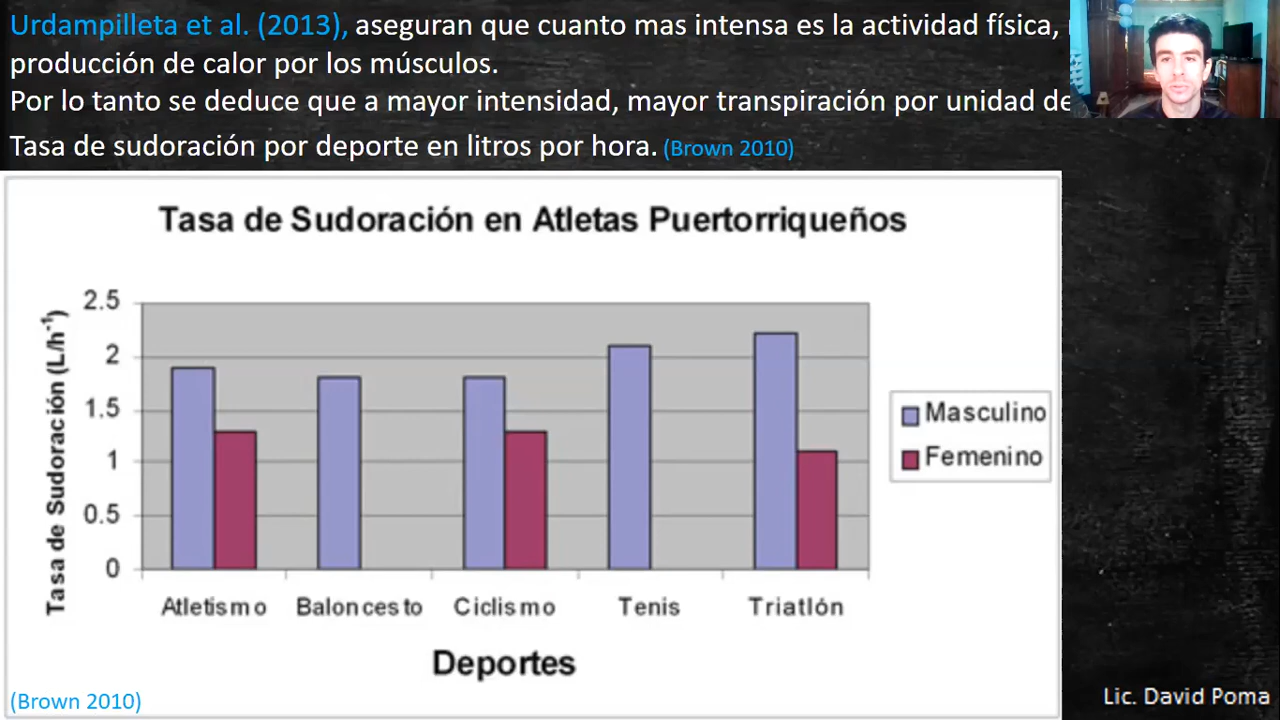 Urdampilleta et al. (2013), aseguran que cuanto mas intensa es la actividad física,
producción de calor por los músculos.
Por lo tanto se deduce que a mayor intensidad, mayor transpiración por unidad de
Tasa de sudoración por deporte en litros por hora. (Brown 2010)
Tasa de Sudoración en Atletas Puertorriqueños
Tasa de Sudoración (L/h⁻¹)
2.5
2
1.5
1
0.5
0
Atletismo Baloncesto Ciclismo Tenis Triatlón
Deportes
Masculino
Femenino
(Brown 2010)
Lic. David Poma